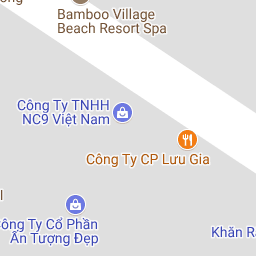 Bamboo Village
Beach Resort Spa
Công Ty TNHH
NC9 Việt Nam
Công Ty CP Lưu Gia
Công Ty Cổ Phần
Ấn Tượng Đẹp
Khăn